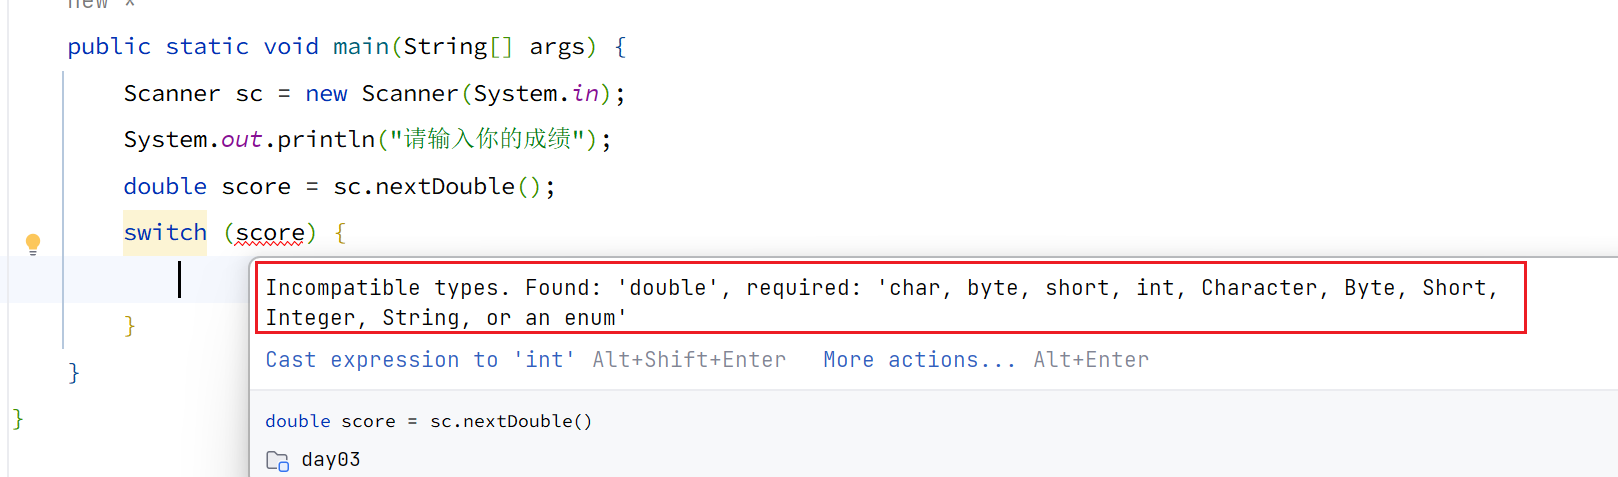 new *
public static void main(String[] args) {
Scanner sc = new Scanner(System.in);
System.out.println("请输入你的成绩");
double score = sc.nextDouble();
switch (score) {
Incompatible types. Found: 'double', required: 'char, byte, short, int, Character, Byte, Short,
Integer, String, or an enum'
}
Cast expression to 'int' Alt+Shift+Enter More actions... Alt+Enter
}
double score = sc.nextDouble()
}
day03